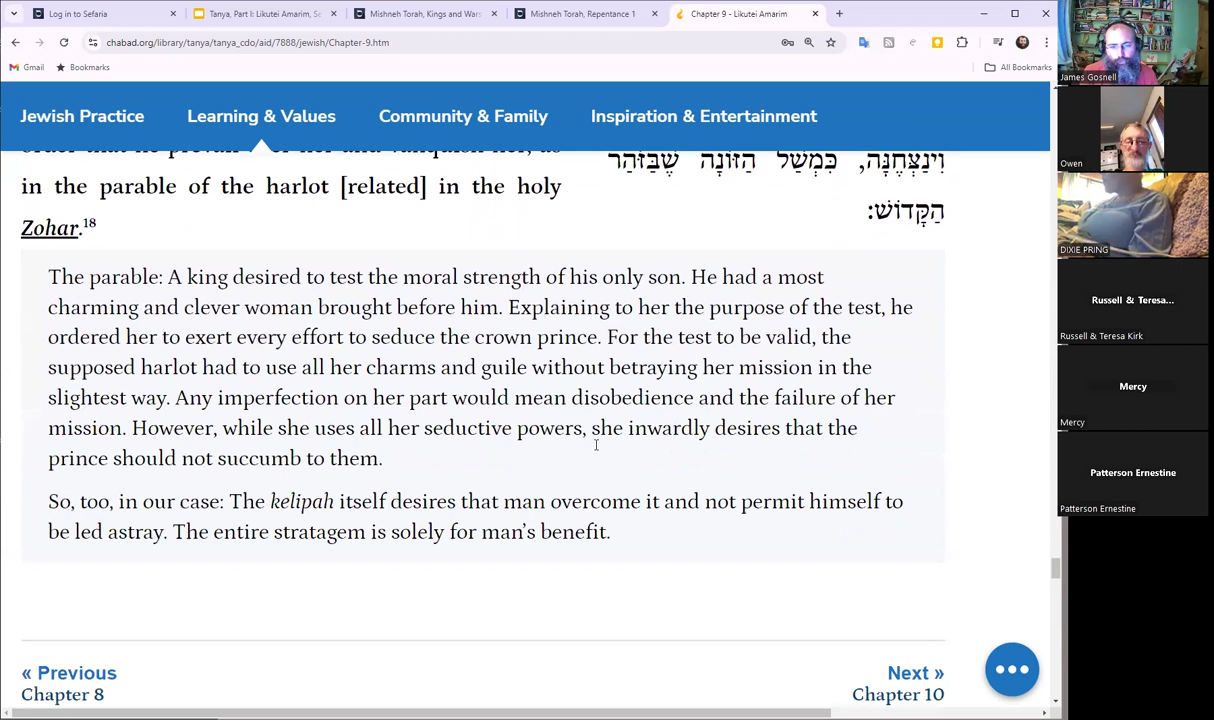 Log in to Sefaria
Tanya, Part I; Likutei Amarim, Se
Mishneh Torah, Kings and Wars
Mishneh Torah, Repentance 1
Chapter 9 - Likutei Amarim
chabad.org/library/tanya/tanya_cdo/aid/7888/jewish/Chapter-9.htm
Gmail
Bookmarks
All Bookmarks
Jewish Practice
Learning & Values
Community & Family
Inspiration & Entertainment
order that he prevail
in the parable of the harlot [related] in the holy
Zohar.18
וִינַצְּחֶנָּה, כִּמְשַׁל הַזּוֹנָה שֶׁבַּזֹּהַר
הַקָּדוֹשׁ:
The parable: A king desired to test the moral strength of his only son. He had a most
charming and clever woman brought before him. Explaining to her the purpose of the test, he
ordered her to exert every effort to seduce the crown prince. For the test to be valid, the
supposed harlot had to use all her charms and guile without betraying her mission in the
slightest way. Any imperfection on her part would mean disobedience and the failure of her
mission. However, while she uses all her seductive powers, she inwardly desires that the
prince should not succumb to them.
So, too, in our case: The kelipah itself desires that man overcome it and not permit himself to
be led astray. The entire stratagem is solely for man’s benefit.
« Previous
Chapter 8
Next »
Chapter 10
James Gosnell
Owen
DIXIE PRING
Russell & Teresa...
Russell & Teresa Kirk
Mercy
Mercy
Patterson Ernestine
Patterson Ernestine